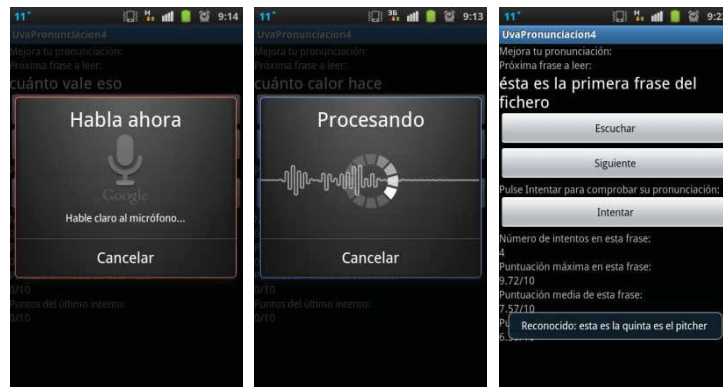 11°
H
9:14
UvaPronunciacion4
Mejora tu pronunciación:
Próxima frase a leer:
cuánto vale eso
Habla ahora
Google
Hable claro al micrófono...
Cancelar
0/10
Puntos del último intento:
0/10
11°
3G
9:13
UvaPronunciacion4
Mejora tu pronunciación:
Próxima frase a leer:
cuánto calor hace
Procesando
Cancelar
0/10
Puntos del último intento:
0/10
11°
H
UvaPronunciacion4
Mejora tu pronunciación:
Próxima frase a leer:
ésta es la primera frase del
fichero
Escuchar
Siguiente
Pulse Intentar para comprobar su pronunciación:
Intentar
Número de intentos en esta frase:
4
Puntuación máxima en esta frase:
9.72/10
Puntuación media de esta frase:
7.57/10
Reconocido: esta es la quinta es el pitcher